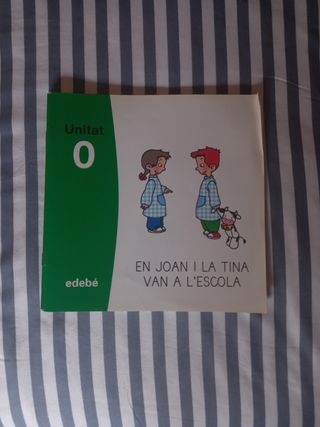 Unitat
0
EN JOAN I LA TINA
VAN A L'ESCOLA
edebé